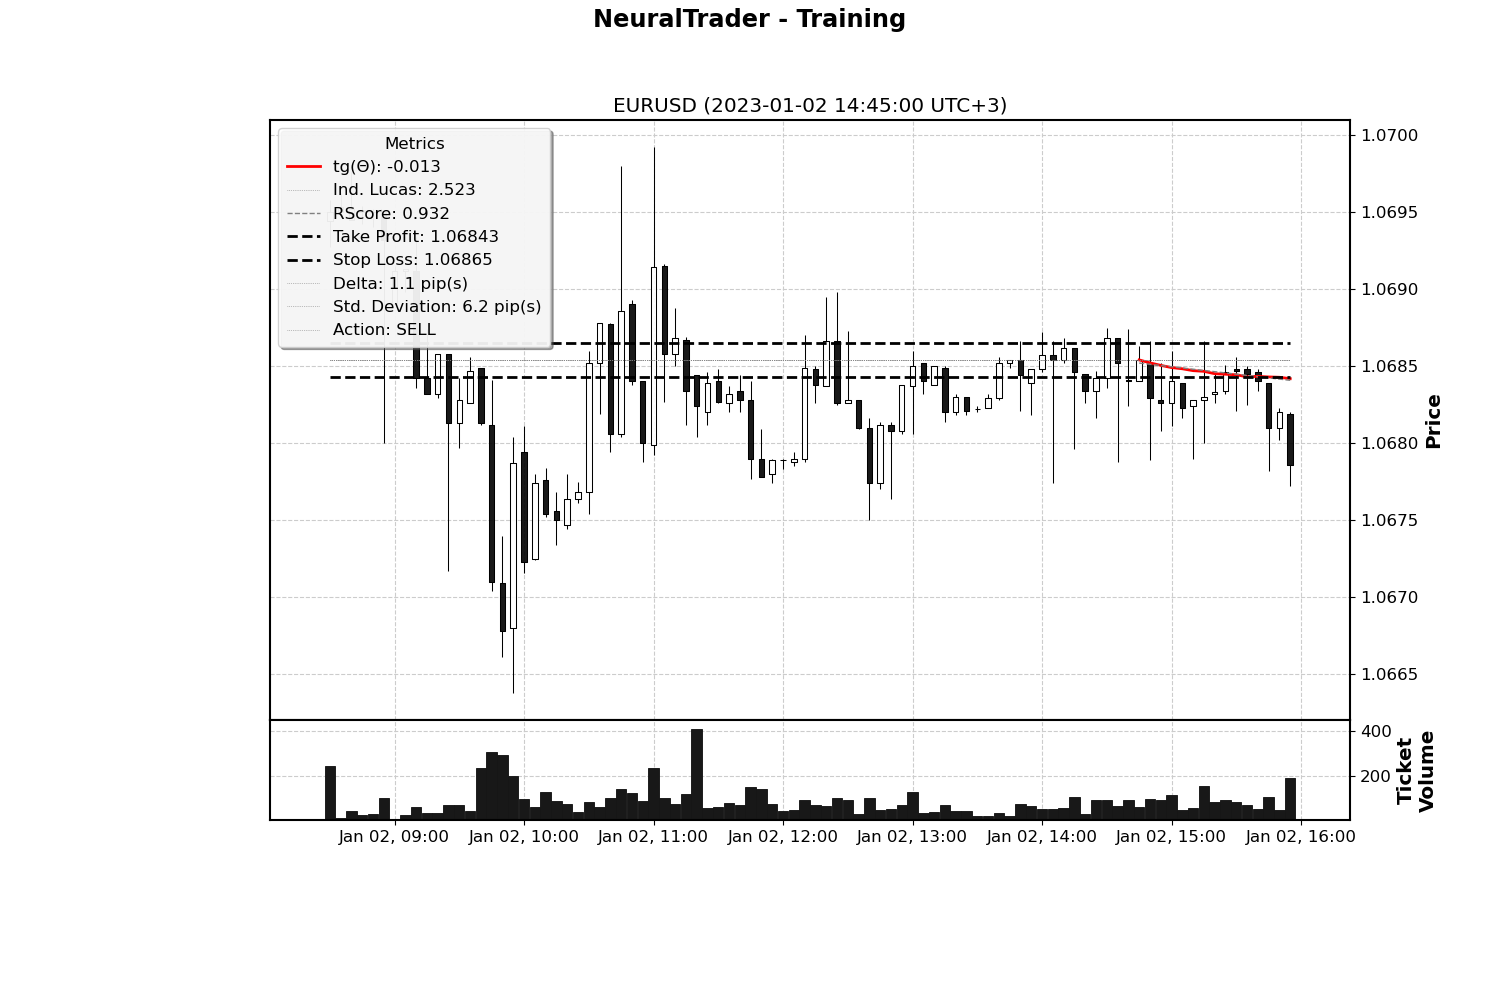 NeuralTrader - Training
EURUSD (2023-01-02 14:45:00 UTC+3)
Metrics
tg(Θ): -0.013
Ind. Lucas: 2.523
RScore: 0.932
Take Profit: 1.06843
Stop Loss: 1.06865
Delta: 1.1 pip(s)
Std. Deviation: 6.2 pip(s)
Action: SELL
1.0700
1.0695
1.0690
1.0685
1.0680
1.0675
1.0670
1.0665
Price
400
200
Ticket
Volume
Jan 02, 09:00
Jan 02, 10:00
Jan 02, 11:00
Jan 02, 12:00
Jan 02, 13:00
Jan 02, 14:00
Jan 02, 15:00
Jan 02, 16:00